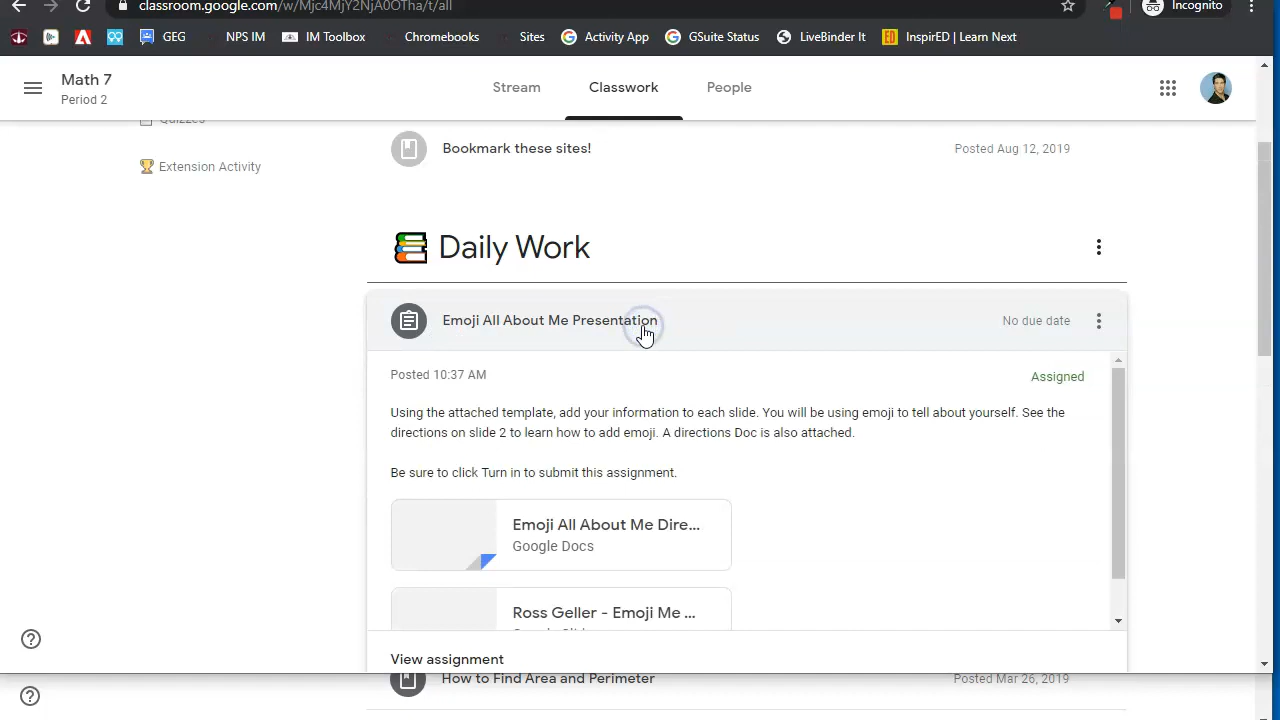 classroom.google.com/w/Mjc4MjY2NjA0OTha/t/all
Incognito
GEG NPS IM IM Toolbox Chromebooks Sites Activity App GSuite Status LiveBinder It InspirED | Learn Next
Math 7
Period 2
Stream Classwork People
Quizzes
Bookmark these sites! Posted Aug 12, 2019
Extension Activity
Daily Work
Emoji All About Me Presentation No due date
Posted 10:37 AM Assigned
Using the attached template, add your information to each slide. You will be using emoji to tell about yourself. See the
directions on slide 2 to learn how to add emoji. A directions Doc is also attached.
Be sure to click Turn in to submit this assignment.
Emoji All About Me Dire...
Google Docs
Ross Geller - Emoji Me ...
View assignment
How to Find Area and Perimeter Posted Mar 26, 2019